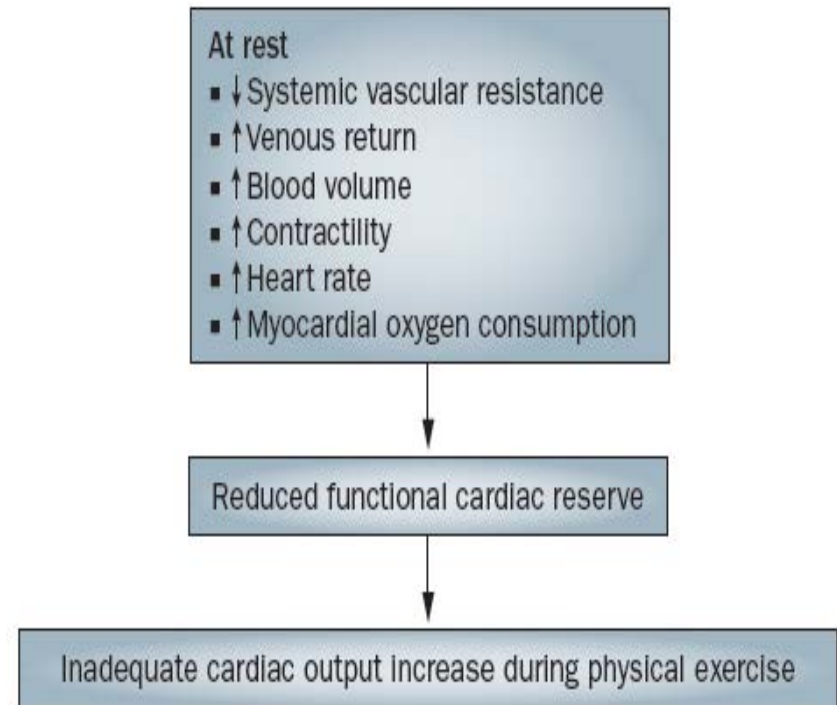 At rest
▪ ↓Systemic vascular resistance
▪ ↑Venous return
▪ ↑Blood volume
▪ ↑Contractility
▪ ↑Heart rate
▪ ↑Myocardial oxygen consumption
Reduced functional cardiac reserve
Inadequate cardiac output increase during physical exercise